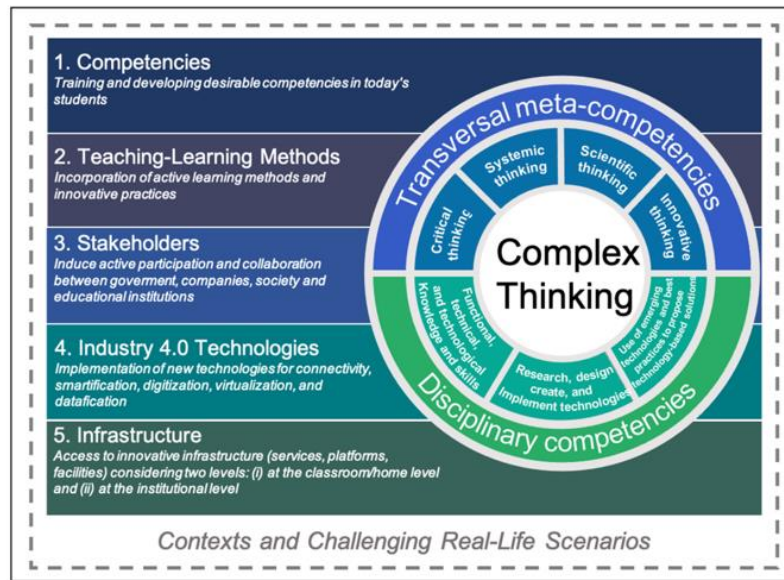 1. Competencies
Training and developing desirable competencies in today's
students
2. Teaching-Learning Methods
Incorporation of active learning methods and
innovative practices
3. Stakeholders
Induce active participation and collaboration
between goverment, companies, society and
educational institutions
4. Industry 4.0 Technologies
Implementation of new technologies for connectivity,
smartification, digitization, virtualization, and
datafication
5. Infrastructure
Access to innovative infrastructure (services, platforms,
facilities) considering two levels: (i) at the classroom/home level
and (ii) at the institutional level
Transversal meta-competencies
Critical
thinking
Systemic
thinking
Scientific
thinking
Innovative
thinking
Complex
Thinking
Functional,
technical,
and technological
Knowledge and skills
Research, design
create, and
Implement technologies
Use of emerging
technologies and best
practices to propose
technology-based solutions
Disciplinary competencies
Contexts and Challenging Real-Life Scenarios